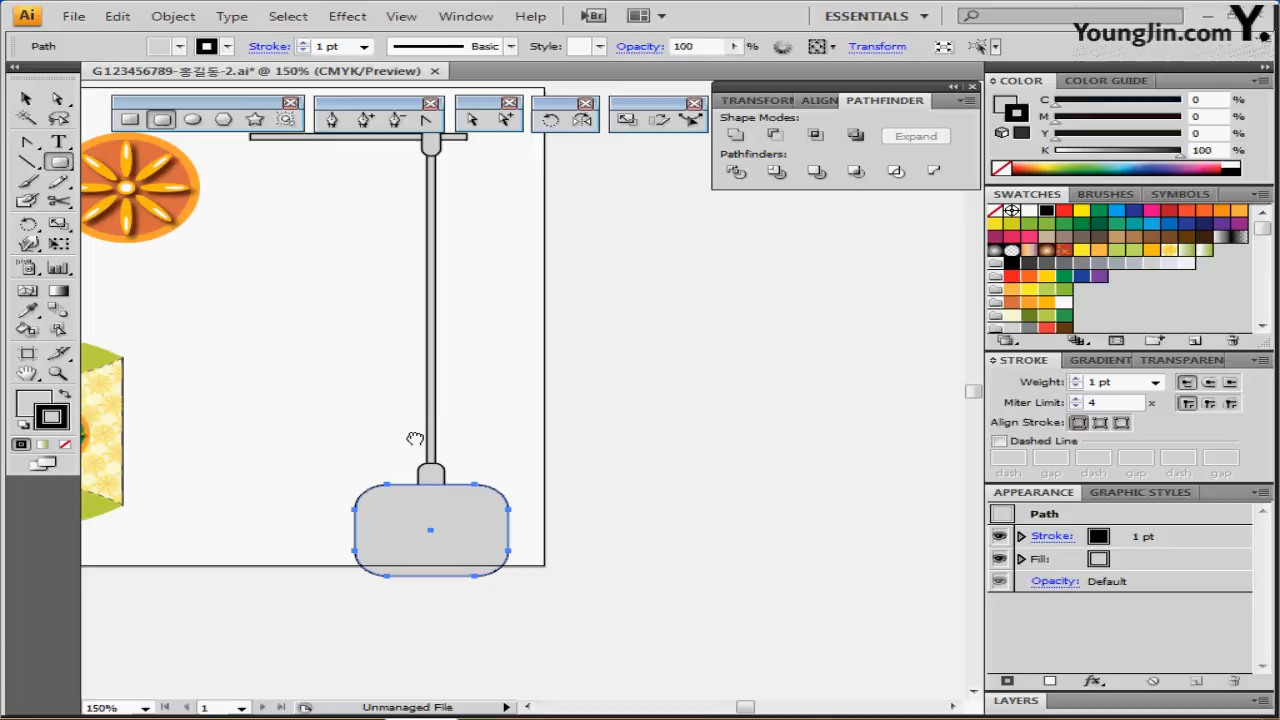 Ai File Edit Object Type Select Effect View Window Help Br ESSENTIALS
YoungJin.com Y.
Path Stroke: 1 pt Basic Style: Opacity: 100 % Transform
G123456789-홍길동-2.ai* @ 150% (CMYK/Preview)
TRANSFORM ALIGN PATHFINDER
Shape Modes:
Expand
Pathfinders:
COLOR COLOR GUIDE
C 0 %
M 0 %
Y 0 %
K 100 %
SWATCHES BRUSHES SYMBOLS
STROKE GRADIENT TRANSPAREN
Weight: 1 pt
Miter Limit: 4 x
Align Stroke:
Dashed Line
dash gap dash gap dash gap
APPEARANCE GRAPHIC STYLES
Path
Stroke: 1 pt
Fill:
Opacity: Default
fx
LAYERS
150% 1 Unmanaged File